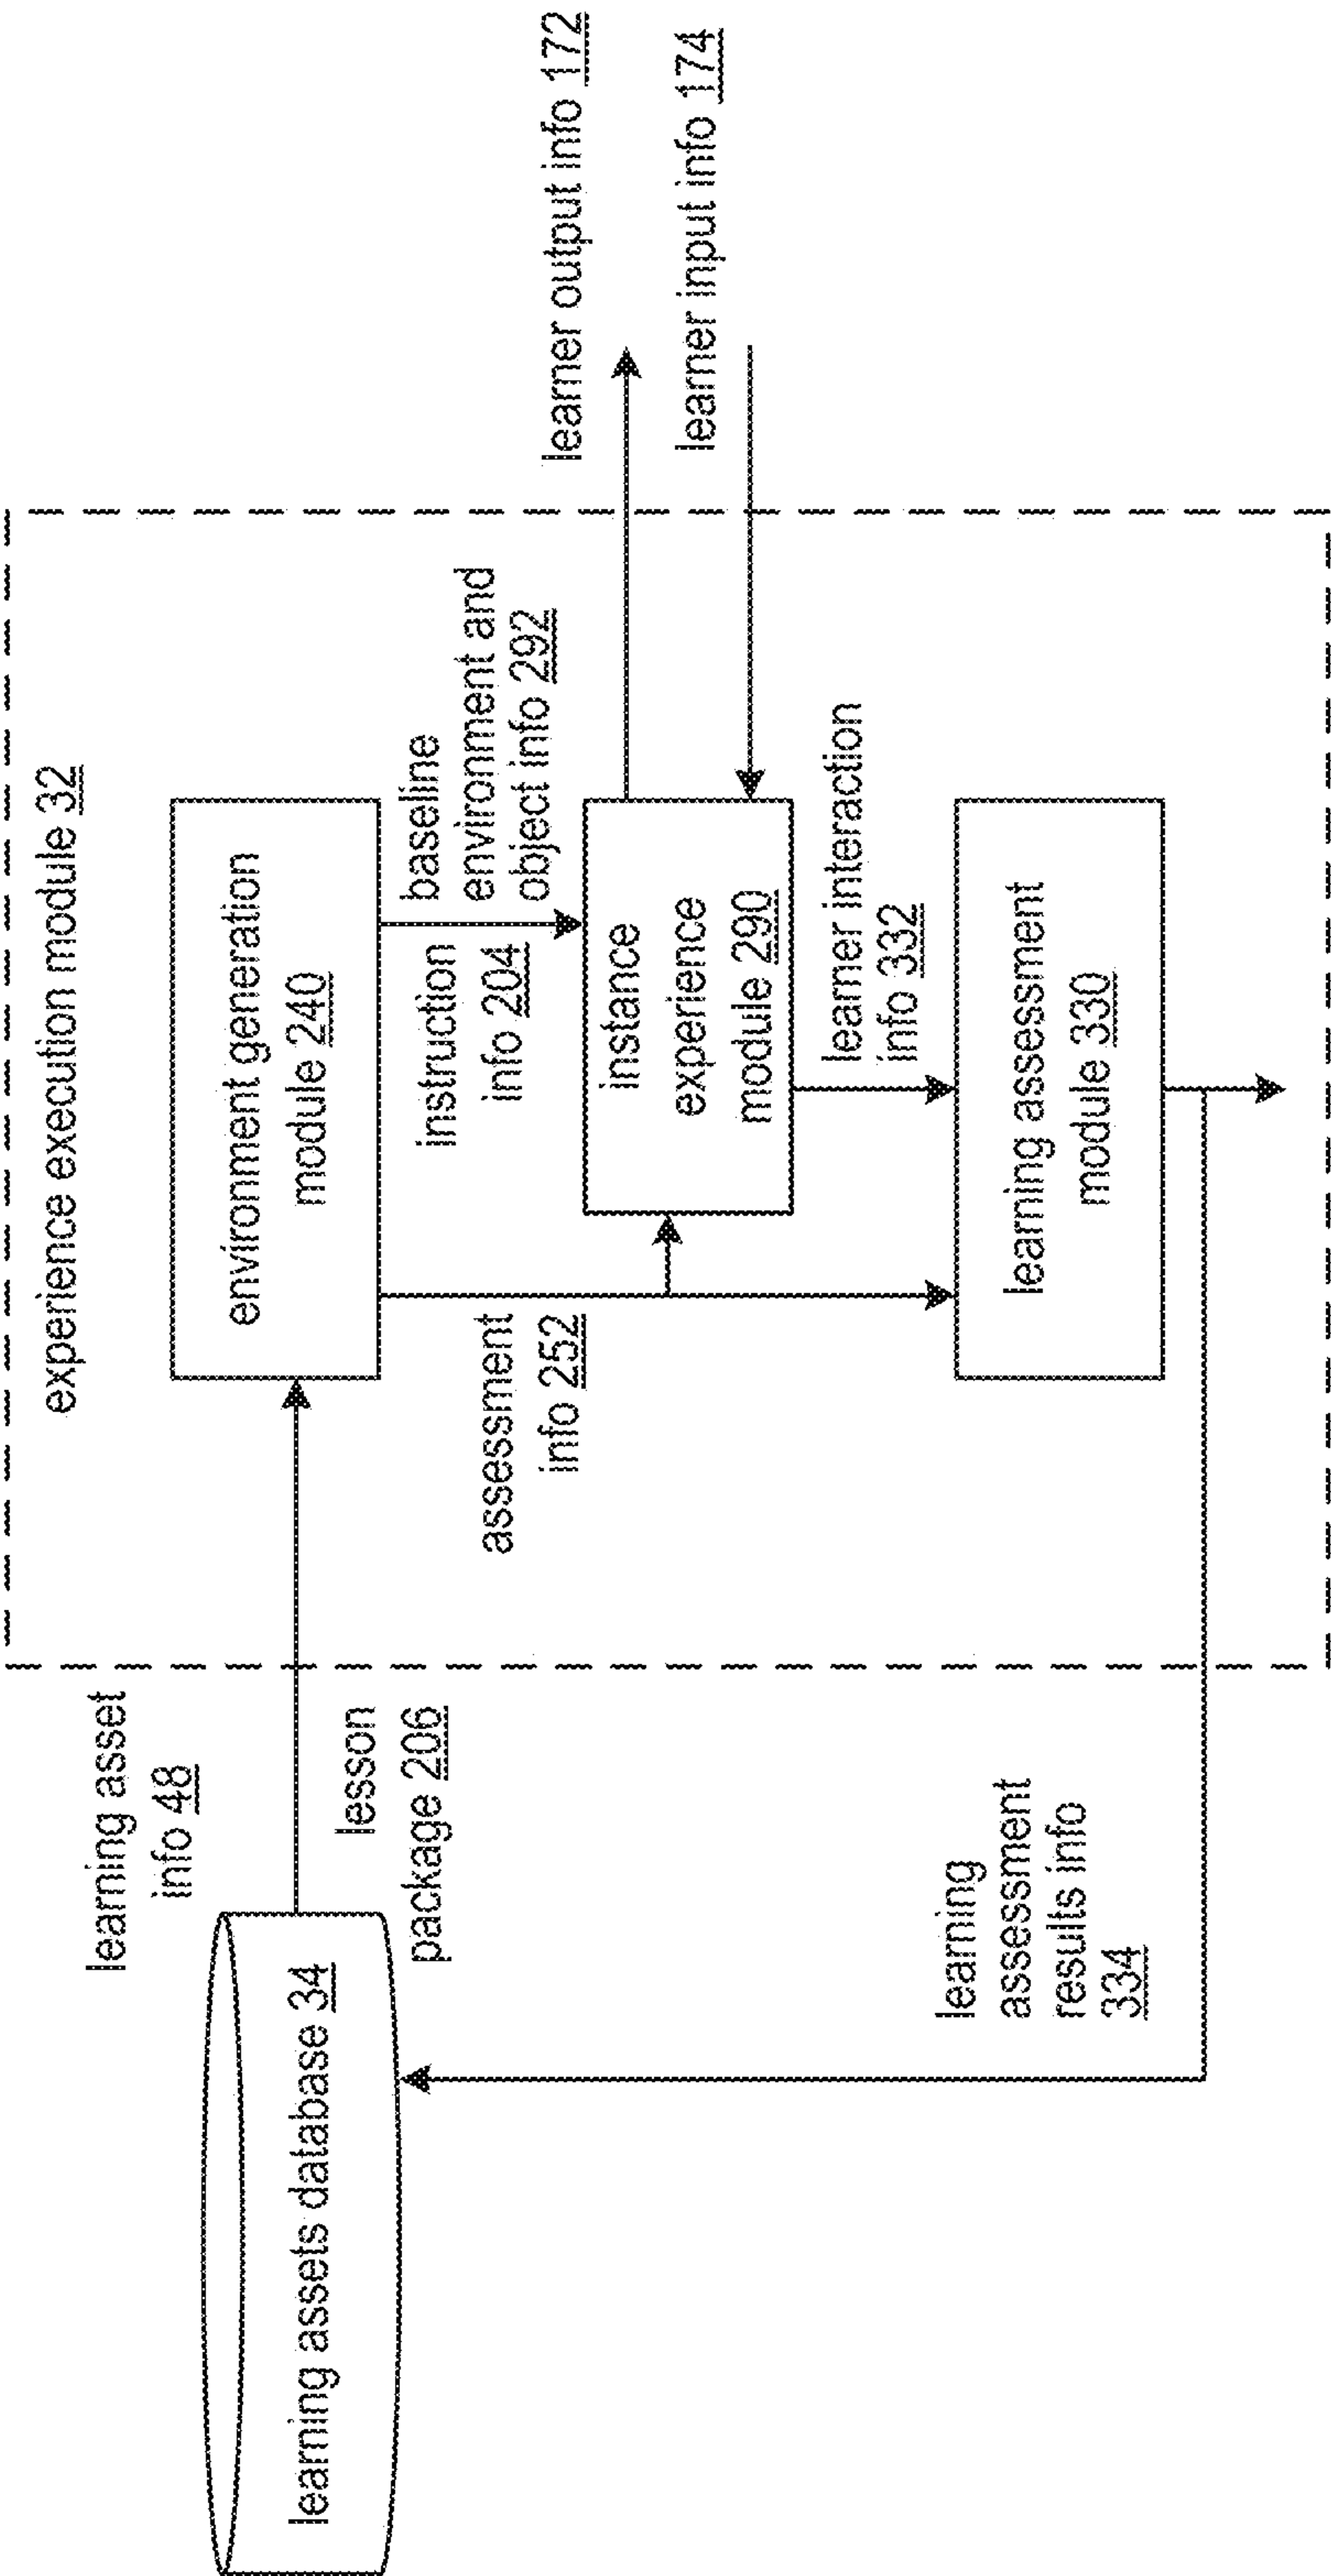 experience execution module 32
learning asset
info 48
environment generation
module 240
learning assets database 34
lesson
package 206
assessment
info 252
instruction
info 204
baseline
environment and
object info 292
instance
experience
module 290
learner output info 172
learner input info 174
learner interaction
info 332
learning assessment
module 330
learning
assessment
results info
334